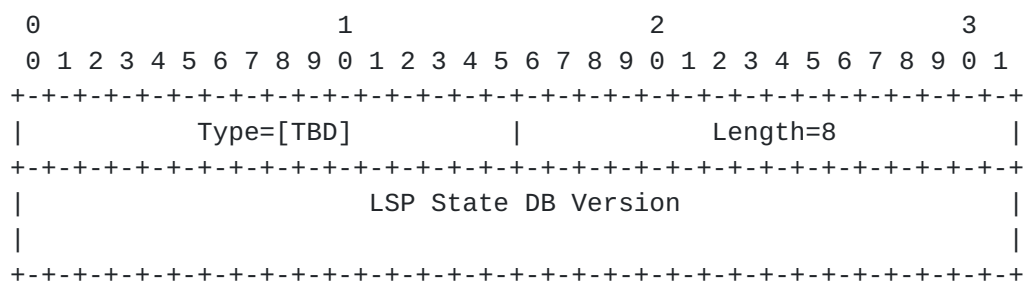 0                   1                   2                   3
 0 1 2 3 4 5 6 7 8 9 0 1 2 3 4 5 6 7 8 9 0 1 2 3 4 5 6 7 8 9 0 1
+-+-+-+-+-+-+-+-+-+-+-+-+-+-+-+-+-+-+-+-+-+-+-+-+-+-+-+-+-+-+-+-+
|           Type=[TBD]          |            Length=8           |
+-+-+-+-+-+-+-+-+-+-+-+-+-+-+-+-+-+-+-+-+-+-+-+-+-+-+-+-+-+-+-+-+
|                      LSP State DB Version                     |
|                                                               |
+-+-+-+-+-+-+-+-+-+-+-+-+-+-+-+-+-+-+-+-+-+-+-+-+-+-+-+-+-+-+-+-+